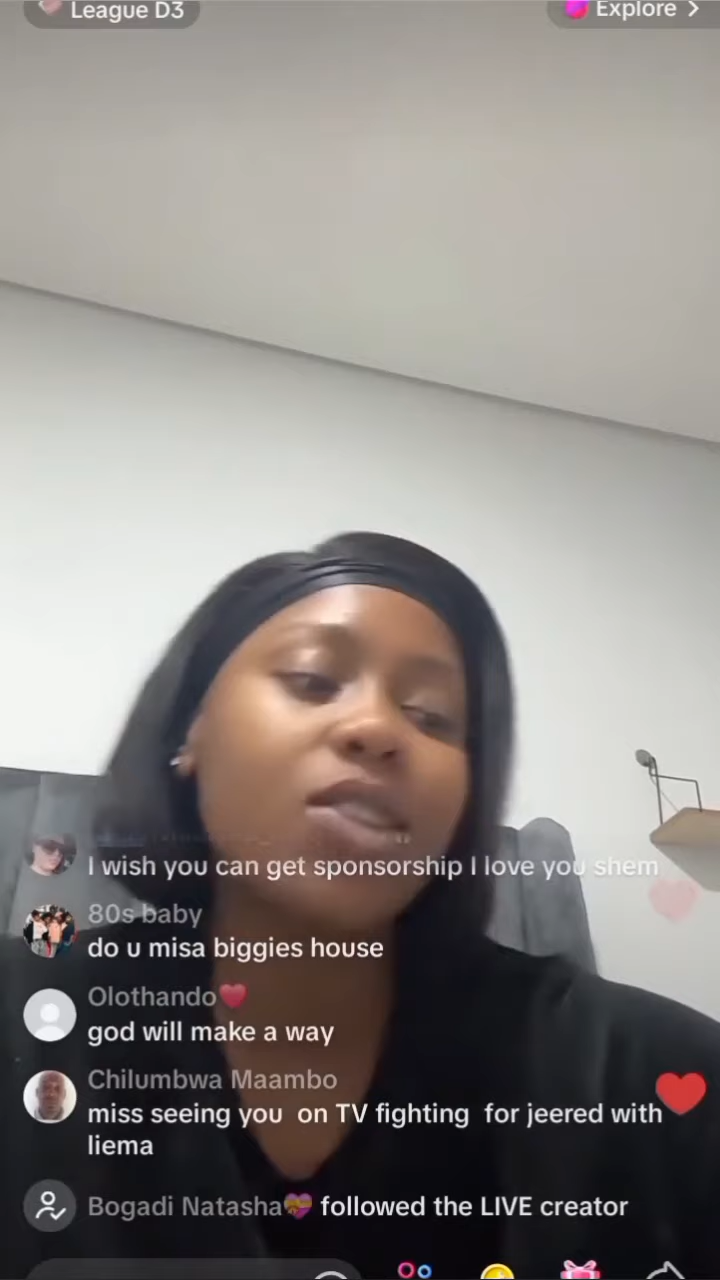 League D3
Explore
I wish you can get sponsorship I love you shem
80s baby
do u misa biggies house
Olothando
god will make a way
Chilumbwa Maambo
miss seeing you on TV fighting for jeered with
liema
Bogadi Natasha followed the LIVE creator